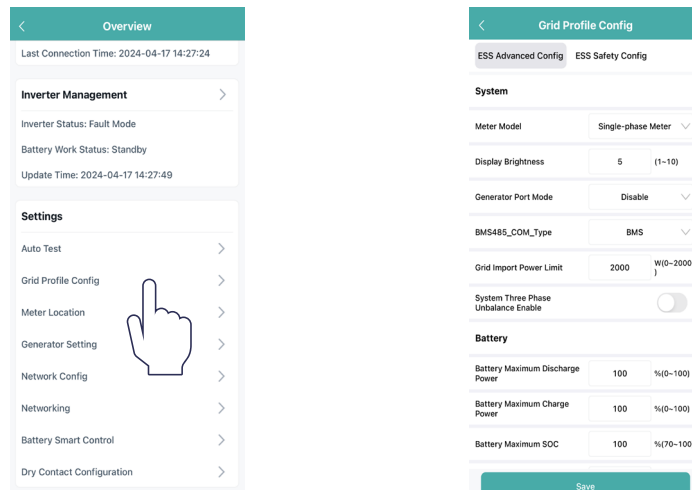 Overview
Last Connection Time: 2024-04-17 14:27:24
Inverter Management
Inverter Status: Fault Mode
Battery Work Status: Standby
Update Time: 2024-04-17 14:27:49
Settings
Auto Test
Grid Profile Config
Meter Location
Generator Setting
Network Config
Networking
Battery Smart Control
Dry Contact Configuration
Grid Profile Config
ESS Advanced Config ESS Safety Config
System
Meter Model Single-phase Meter
Display Brightness 5 (1~10)
Generator Port Mode Disable
BMS485_COM_Type BMS
Grid Import Power Limit 2000 W(0~2000
)
System Three Phase
Unbalance Enable
Battery
Battery Maximum Discharge
Power 100 %(0~100)
Battery Maximum Charge
Power 100 %(0~100)
Battery Maximum SOC 100 %(70~100
Save